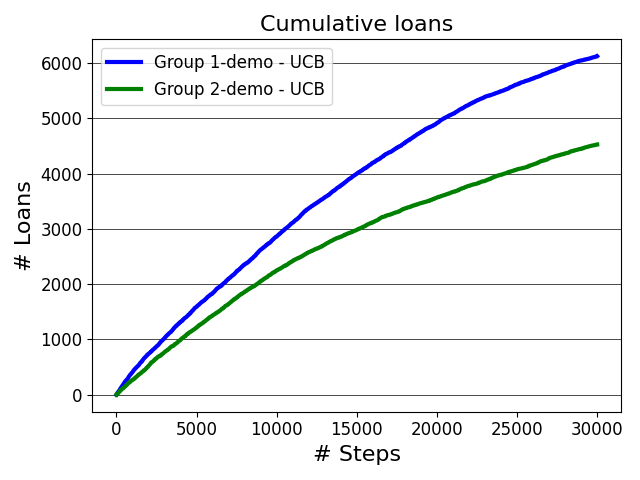 Cumulative loans
Group 1-demo - UCB
Group 2-demo - UCB
# Loans
6000
5000
4000
3000
2000
1000
0
0 5000 10000 15000 20000 25000 30000
# Steps